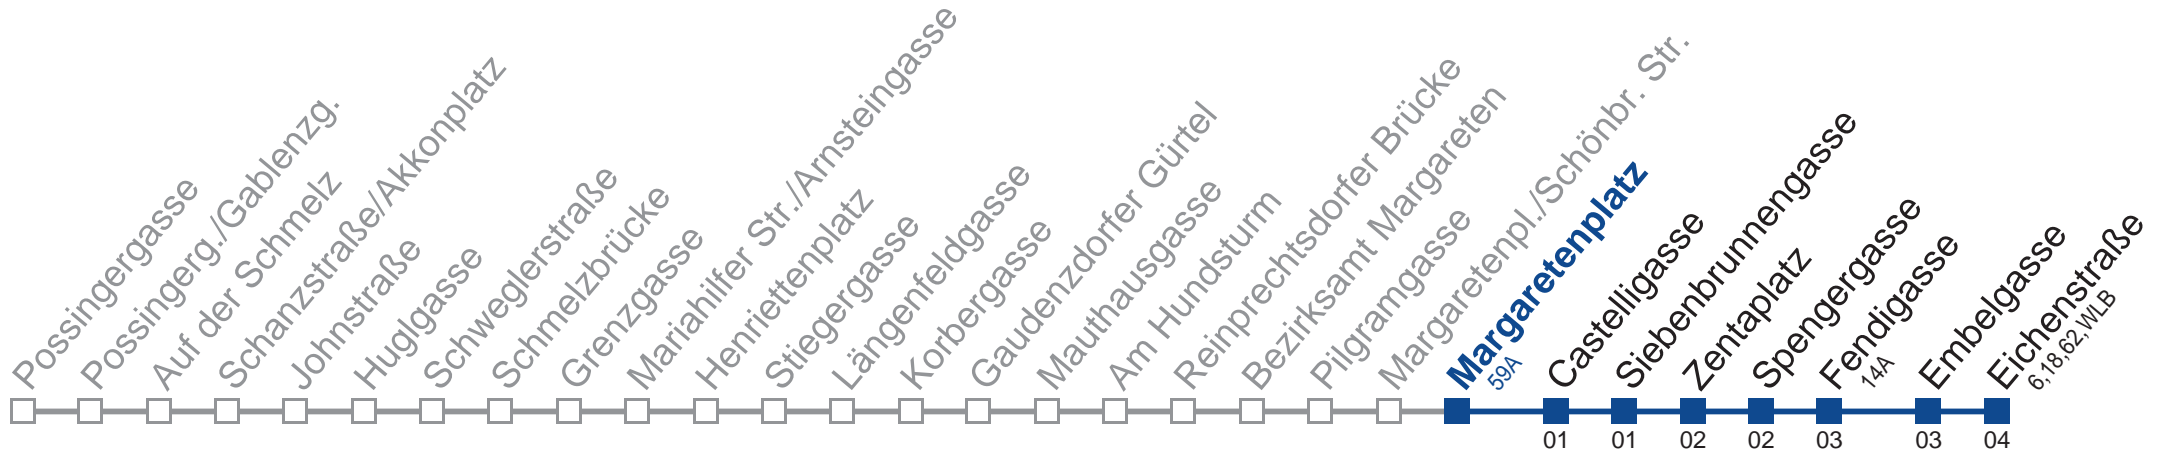 Possingergasse
Possingerg./Gablenzg.
Auf der Schmelz
Schanzstraße/Akkonplatz
Johnstraße
Huglgasse
Schweglerstraße
Schmelzbrücke
Grenzgasse
Mariahilfer Str./Arnsteingasse
Henriettenplatz
Stiegergasse
Längenfeldgasse
Korbergasse
Gaudenzdorfer Gürtel
Mauthausgasse
Am Hundsturm
Reinprechtsdorfer Brücke
Bezirksamt Margareten
Pilgramgasse
Margaretenpl./Schönbr. Str.
Margaretenplatz
59A
Castelligasse
01
Siebenbrunnengasse
01
Zentaplatz
02
Spengergasse
02
Fendigasse
14A
03
Embelgasse
03
Eichenstraße
6,18,62,WLB
04